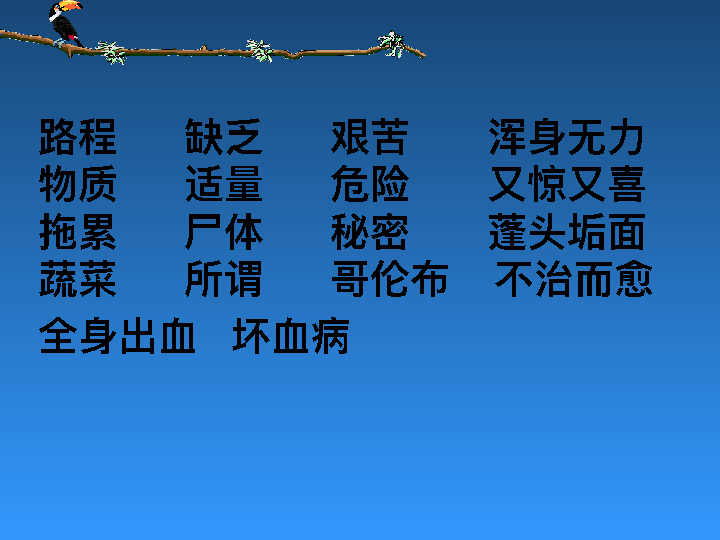 路程 缺乏 艰苦 浑身无力
物质 适量 危险 又惊又喜
拖累 尸体 秘密 蓬头垢面
蔬菜 所谓 哥伦布 不治而愈
全身出血 坏血病